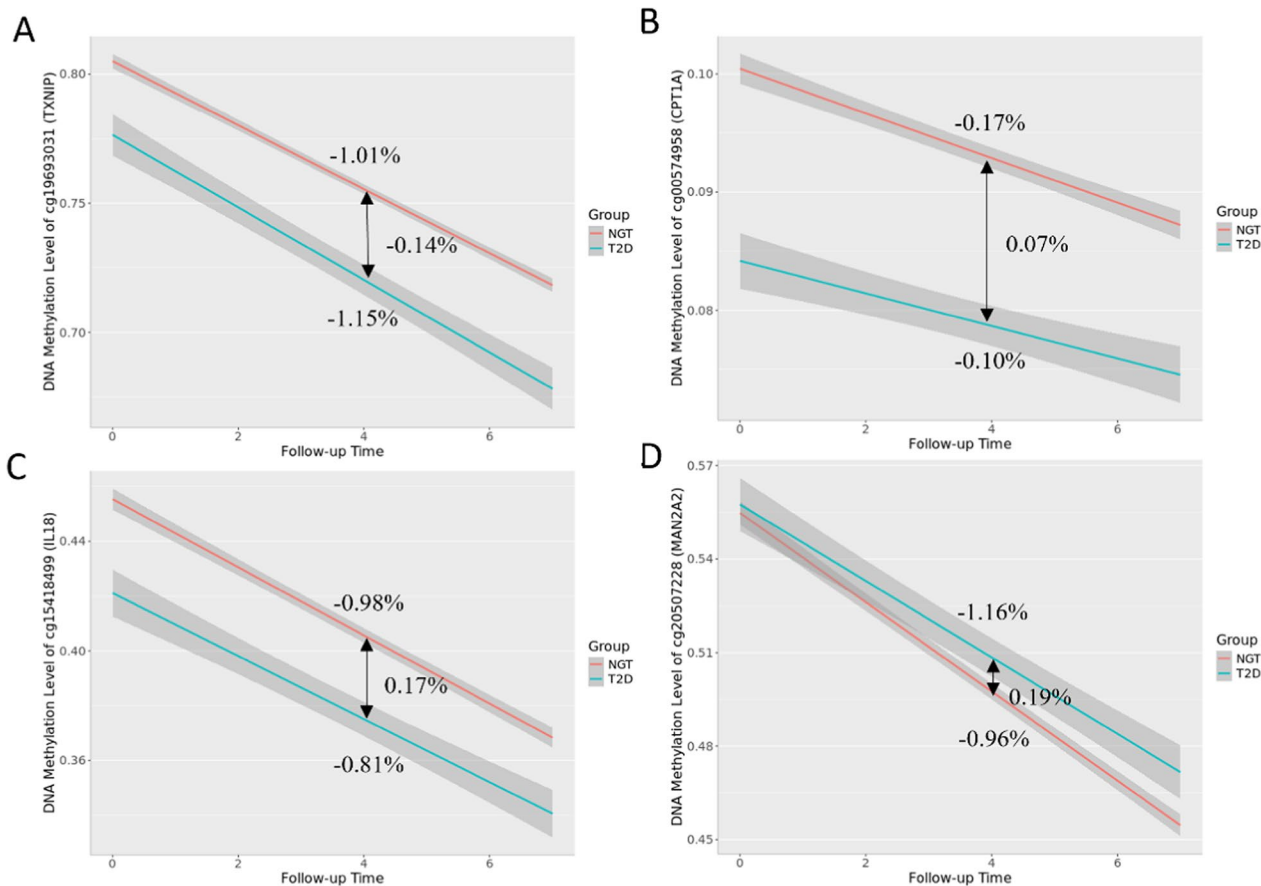 A
DNA Methylation Level of cg19693031 (TXNIP)
0.80
0.75
0.70
-1.01%
-0.14%
-1.15%
0
2
4
6
Follow-up Time
Group
NGT
T2D
B
DNA Methylation Level of cg00574958 (CPT1A)
0.10
0.09
0.08
-0.17%
0.07%
-0.10%
0
2
4
6
Follow-up Time
Group
NGT
T2D
C
DNA Methylation Level of cg15418499 (IL18)
0.44
0.40
0.36
-0.98%
0.17%
-0.81%
0
2
4
6
Follow-up Time
Group
NGT
T2D
D
DNA Methylation Level of cg20507228 (MAN2A2)
0.57
0.54
0.51
0.48
0.45
-1.16%
0.19%
-0.96%
0
2
4
6
Follow-up Time
Group
NGT
T2D